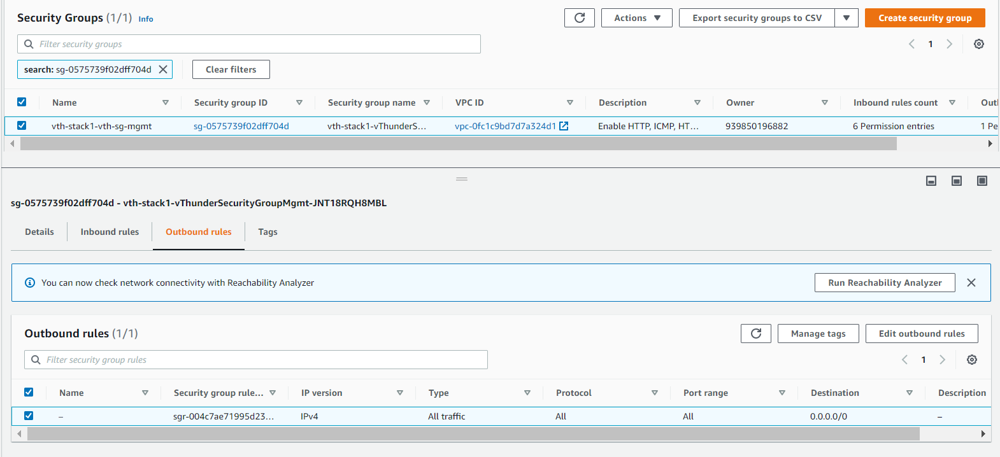 Security Groups (1/1) Info
Actions
Export security groups to CSV
Create security group
Filter security groups
1
search: sg-0575739f02dff704d
Clear filters
Name Security group ID Security group name VPC ID Description Owner Inbound rules count Out
vth-stack1-vth-sg-mgmt sg-0575739f02dff704d vth-stack1-vThunderS... vpc-0fc1c9bd7d7a324d1 Enable HTTP, ICMP, HT... 939850196882 6 Permission entries 1 Pe
sg-0575739f02dff704d - vth-stack1-vThunderSecurityGroupMgmt-JNT18RQH8MBL
Details Inbound rules Outbound rules Tags
You can now check network connectivity with Reachability Analyzer
Run Reachability Analyzer
Outbound rules (1/1)
Manage tags
Edit outbound rules
Filter security group rules
1
Name Security group rule... IP version Type Protocol Port range Destination Description
– sgr-004c7ae71995d23... IPv4 All traffic All All 0.0.0.0/0 –